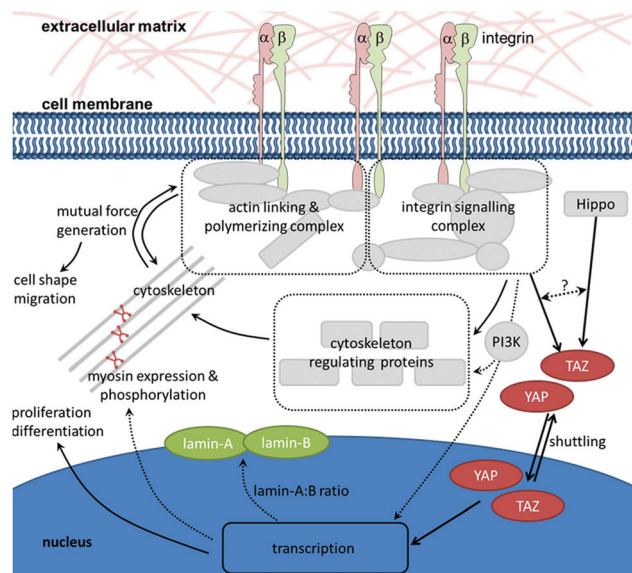 extracellular matrix
α β
α β
α β
integrin
cell membrane
actin linking &
polymerizing complex
integrin signalling
complex
Hippo
mutual force
generation
?
cell shape
migration
cytoskeleton
cytoskeleton
regulating proteins
PI3K
TAZ
YAP
myosin expression &
phosphorylation
proliferation
differentiation
shuttling
lamin-A
lamin-B
YAP
TAZ
lamin-A:B ratio
nucleus
transcription